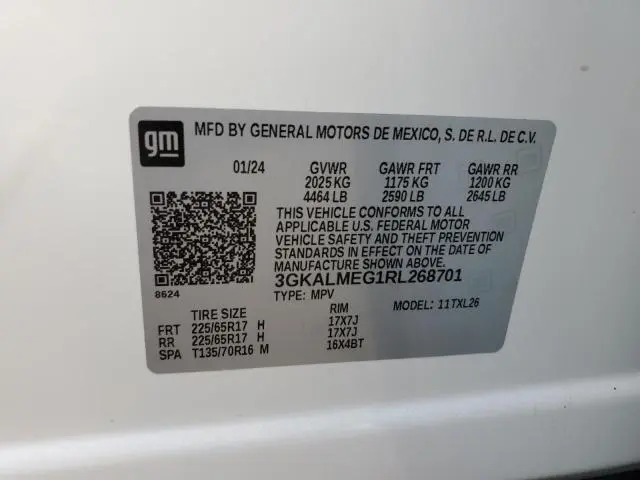 gm
MFD BY GENERAL MOTORS DE MEXICO, S. DE R.L. DE C.V.
01/24 GVWR GAWR FRT GAWR RR
2025 KG 1175 KG 1200 KG
4464 LB 2590 LB 2645 LB
THIS VEHICLE CONFORMS TO ALL
APPLICABLE U.S. FEDERAL MOTOR
VEHICLE SAFETY AND THEFT PREVENTION
STANDARDS IN EFFECT ON THE DATE OF
MANUFACTURE SHOWN ABOVE.
3GKALMEG1RL268701
8624
TYPE: MPV MODEL: 11TXL26
TIRE SIZE RIM
FRT 225/65R17 H 17X7J
RR 225/65R17 H 17X7J
SPA T135/70R16 M 16X4BT